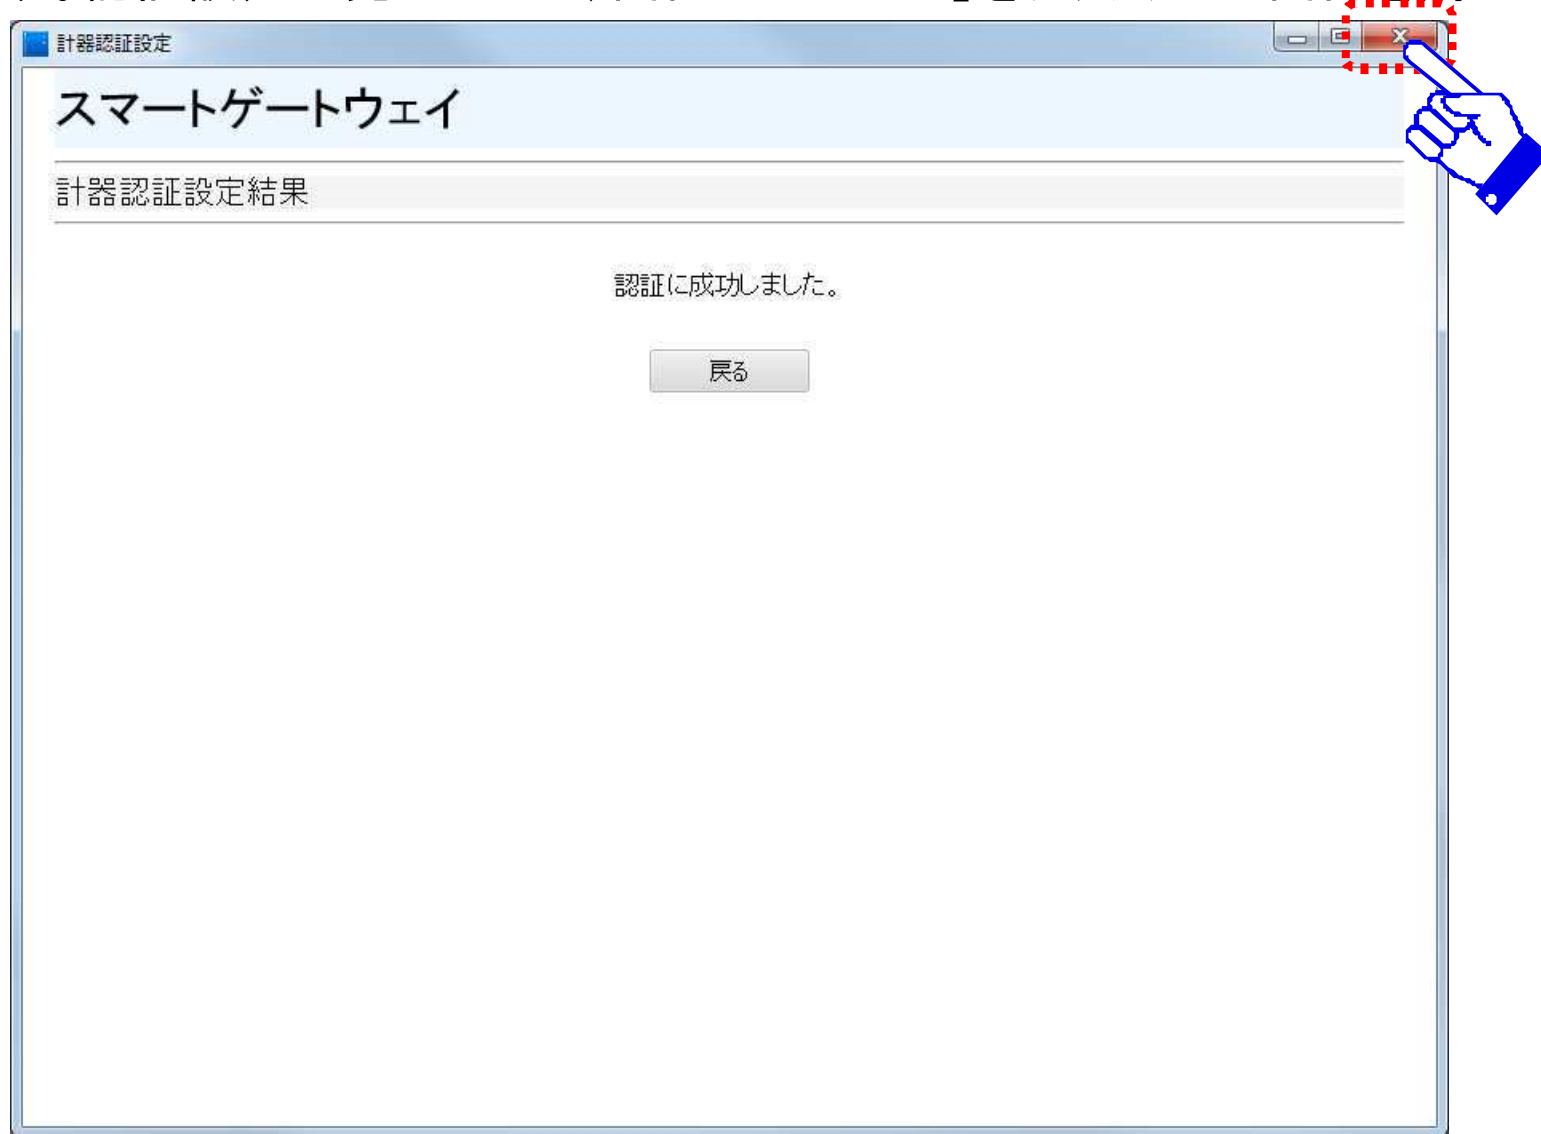 計器認証設定
スマートゲートウェイ
計器認証設定結果
認証に成功しました。
戻る